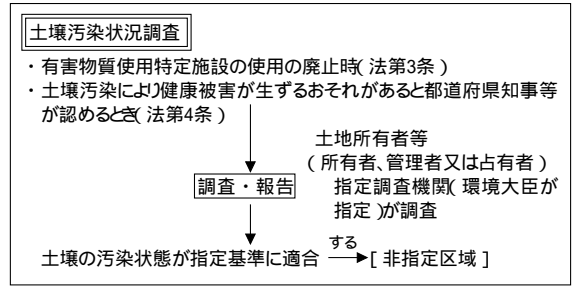 土壌汚染状況調査
・有害物質使用特定施設の使用の廃止時(法第3条)
・土壌汚染により健康被害が生ずるおそれがあると都道府県知事等
が認めるとき(法第4条)
土地所有者等
(所有者、管理者又は占有者)
調査・報告
指定調査機関(環境大臣が
指定)が調査
する
土壌の汚染状態が指定基準に適合
[非指定区域]